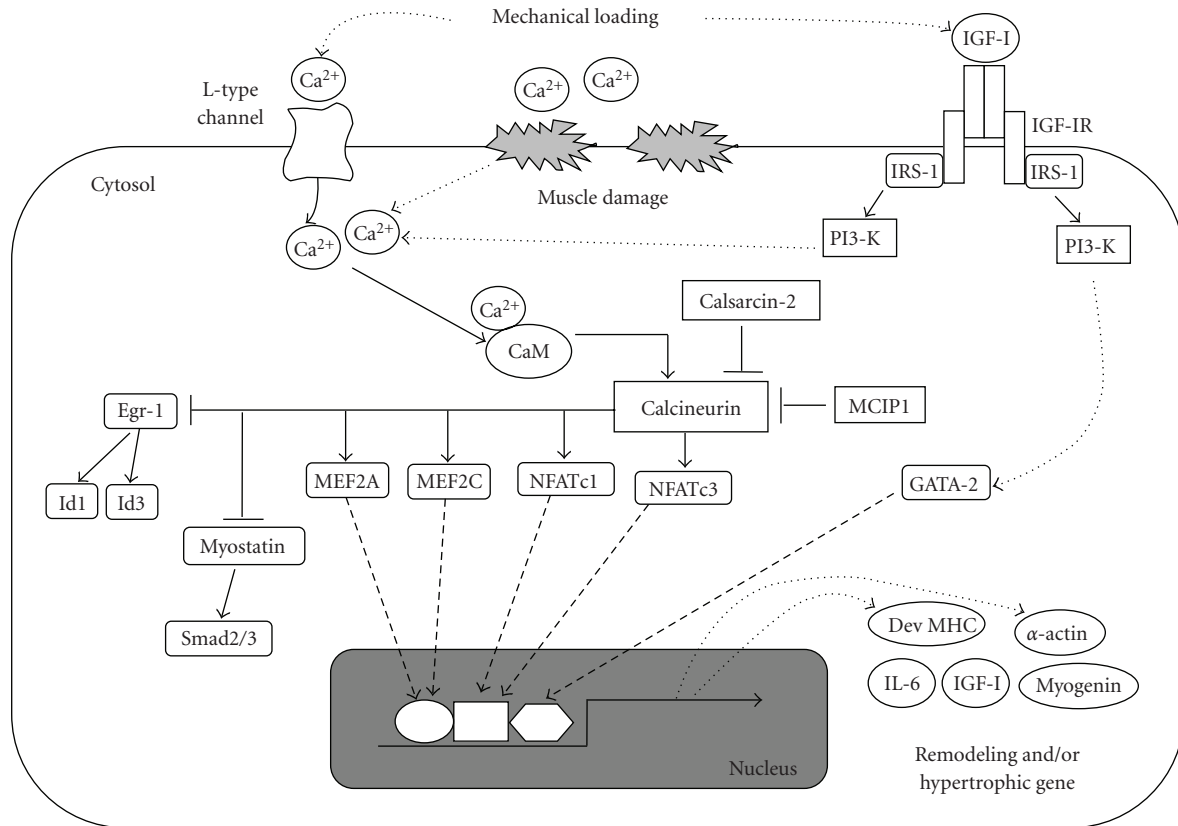 Mechanical loading
IGF-I
Ca²⁺
Ca²⁺
Ca²⁺
L-type
channel
IGF-IR
Cytosol
Muscle damage
IRS-1
IRS-1
Ca²⁺
Ca²⁺
PI3-K
PI3-K
Ca²⁺
CaM
Calsarcin-2
Egr-1
Calcineurin
MCIP1
Id1
Id3
MEF2A
MEF2C
NFATc1
NFATc3
GATA-2
Myostatin
Smad2/3
Dev MHC
α-actin
IL-6
IGF-I
Myogenin
Nucleus
Remodeling and/or
hypertrophic gene